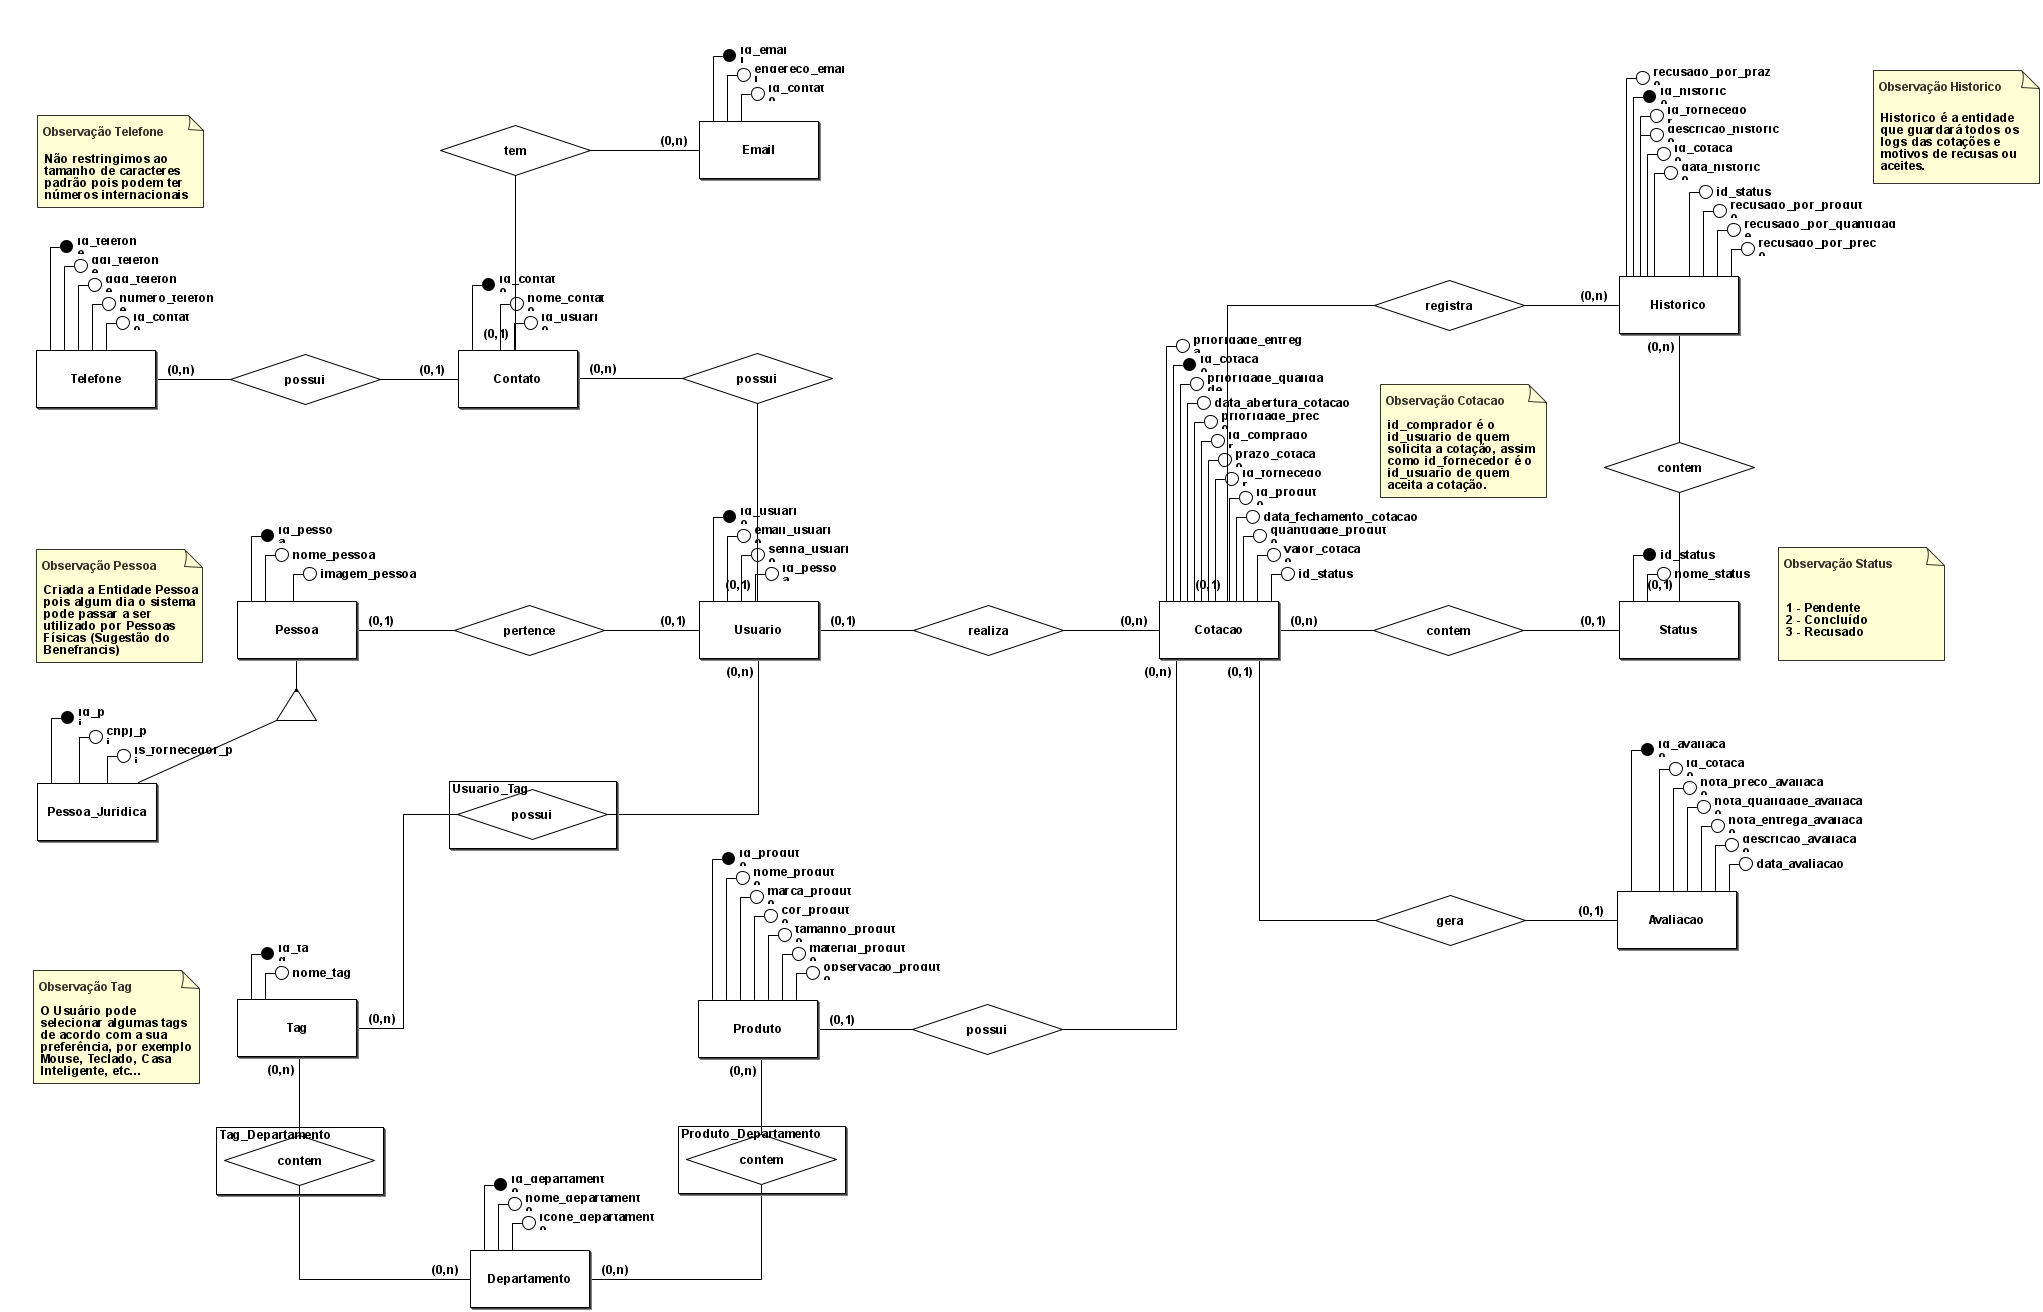 id_email
endereco_email
id_contato
(0,n)
Email
tem
recusado_por_prazo
id_historico
id_fornecedor
descricao_historico
id_cotacao
data_historico
id_status
recusado_por_produto
recusado_por_quantidade
recusado_por_preco
Observação Historico
Historico é a entidade
que guardará todos os
logs das cotações e
motivos de recusas ou
aceites.
Observação Telefone
Não restringimos ao
tamanho de caracteres
padrão pois podem ter
números internacionais
id_telefone
ddi_telefone
ddd_telefone
numero_telefone
id_contato
Telefone
(0,n)
possui
(0,1)
id_contato
nome_contato
id_usuario
(0,1)
Contato
(0,n)
possui
registra
(0,n)
Historico
(0,n)
prioridade_entrega
id_cotacao
prioridade_qualidade
data_abertura_cotacao
prioridade_preco
id_comprador
prazo_cotacao
id_fornecedor
id_produto
data_fechamento_cotacao
quantidade_produto
valor_cotacao
id_status
Observação Cotacao
id_comprador é o
id_usuario de quem
solicita a cotação, assim
como id_fornecedor é o
id_usuario de quem
aceita a cotação.
contem
Observação Pessoa
Criada a Entidade Pessoa
pois algum dia o sistema
pode passar a ser
utilizado por Pessoas
Físicas (Sugestão do
Benefrancis)
id_pessoa
nome_pessoa
imagem_pessoa
Pessoa
(0,1)
pertence
(0,1)
id_usuario
email_usuario
senha_usuario
id_pessoa
(0,1)
Usuario
(0,1)
(0,n)
realiza
(0,n)
(0,1)
Cotacao
(0,n)
(0,n)
(0,1)
contem
(0,1)
id_status
nome_status
(0,1)
Status
Observação Status
1 - Pendente
2 - Concluído
3 - Recusado
id_pj
cnpj_pj
is_fornecedor_pj
Pessoa_Juridica
Usuario_Tag
possui
id_avaliacao
id_cotacao
nota_preco_avaliacao
nota_qualidade_avaliacao
nota_entrega_avaliacao
descricao_avaliacao
data_avaliacao
gera
(0,1)
Avaliacao
id_produto
nome_produto
marca_produto
cor_produto
tamanho_produto
material_produto
observacao_produto
Produto
(0,1)
possui
(0,n)
Observação Tag
O Usuário pode
selecionar algumas tags
de acordo com a sua
preferência, por exemplo
Mouse, Teclado, Casa
Inteligente, etc...
id_tag
nome_tag
Tag
(0,n)
(0,n)
Tag_Departamento
contem
Produto_Departamento
contem
id_departamento
nome_departamento
icone_departamento
(0,n)
Departamento
(0,n)